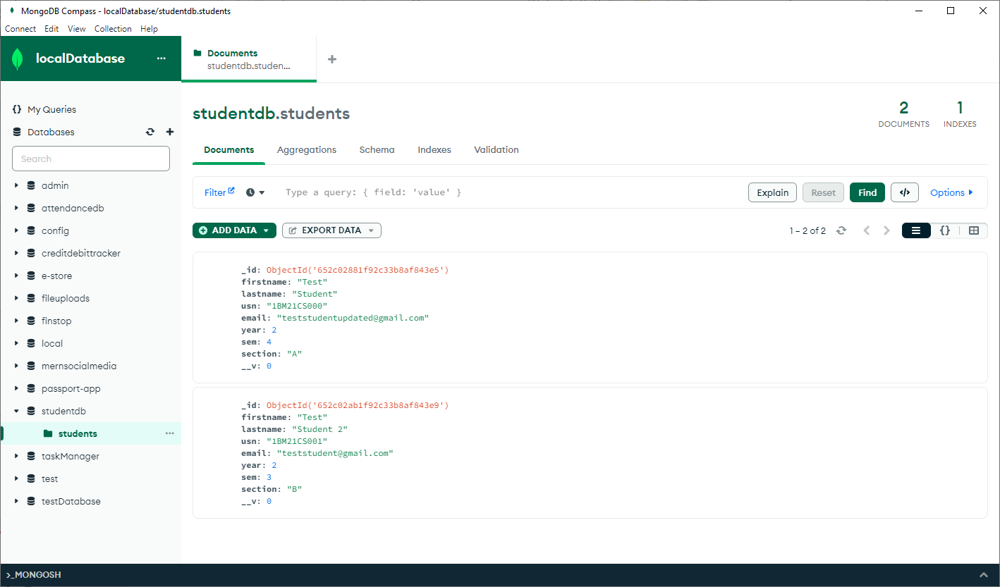 MongoDB Compass - localDatabase/studentdb.students
Connect Edit View Collection Help
localDatabase
Documents
studentdb.studen...
My Queries
Databases
Search
admin
attendancedb
config
creditdebittracker
e-store
fileuploads
finstop
local
mernsocialmedia
passport-app
studentdb
students
taskManager
test
testDatabase
studentdb.students
2
DOCUMENTS
1
INDEXES
Documents Aggregations Schema Indexes Validation
Filter Type a query: { field: 'value' } Explain Reset Find </> Options
ADD DATA EXPORT DATA 1 – 2 of 2 {}
_id: ObjectId('652c02881f92c33b8af843e5')
firstname: "Test"
lastname: "Student"
usn: "1BM21CS000"
email: "teststudentupdated@gmail.com"
year: 2
sem: 4
section: "A"
__v: 0
_id: ObjectId('652c02ab1f92c33b8af843e9')
firstname: "Test"
lastname: "Student 2"
usn: "1BM21CS001"
email: "teststudent@gmail.com"
year: 2
sem: 3
section: "B"
__v: 0
>_MONGOSH